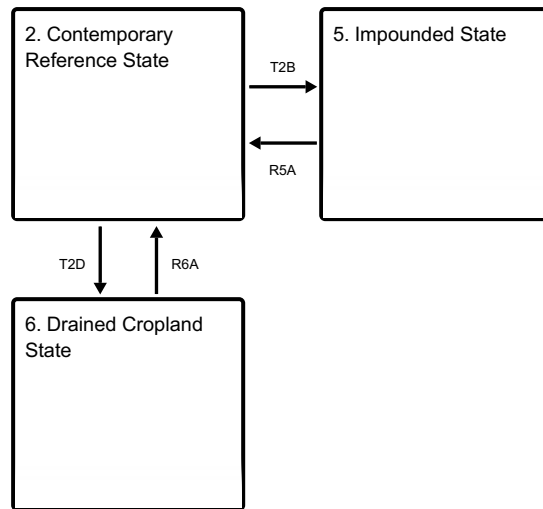 2. Contemporary
Reference State
5. Impounded State
T2B
R5A
T2D
R6A
6. Drained Cropland
State